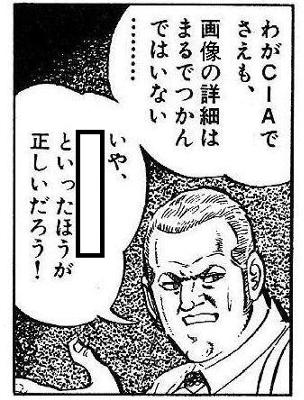 わがＣＩＡで
さえも、
画像の詳細は
まるでつかん
ではいない
………
いや、
といったほうが
正しいだろう！